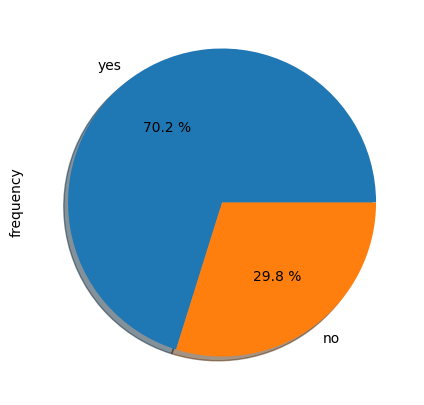 yes
70.2 %
frequency
29.8 %
no